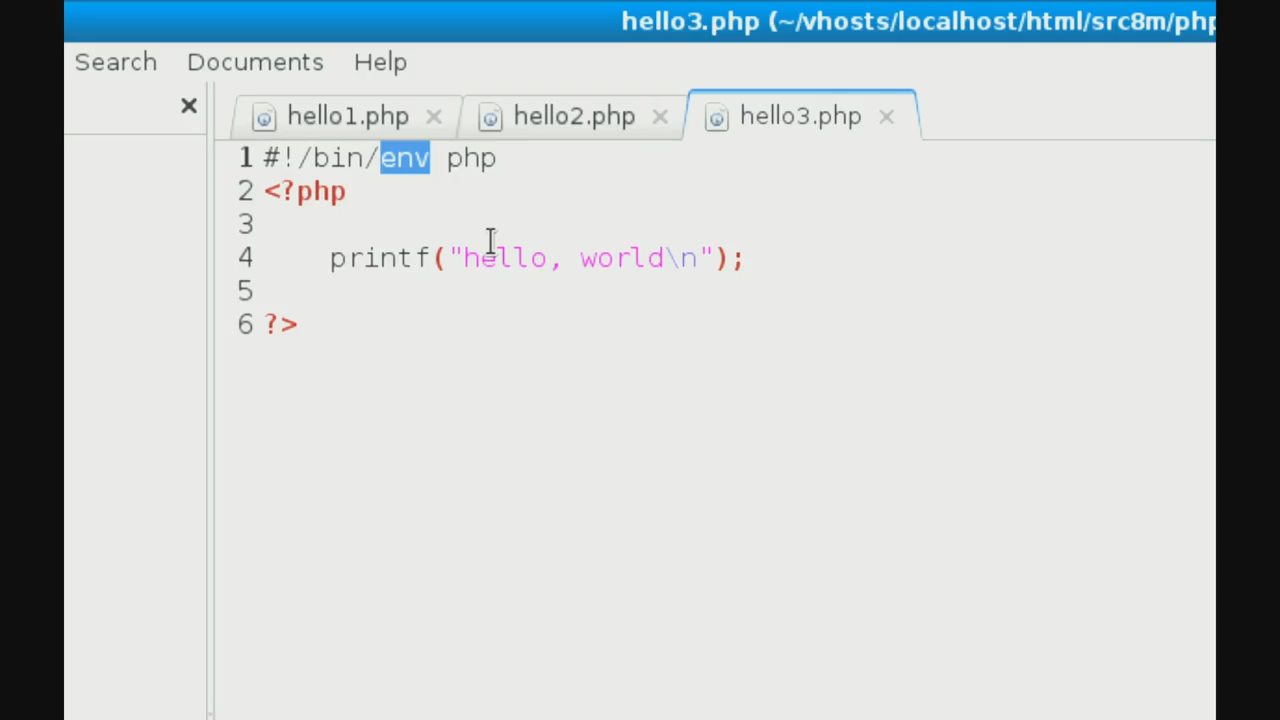 hello3.php (~/vhosts/localhost/html/src8m/php
Search Documents Help
hello1.php hello2.php hello3.php
1 #!/bin/env php
2 <?php
3
4 printf("hello, world\n");
5
6 ?>